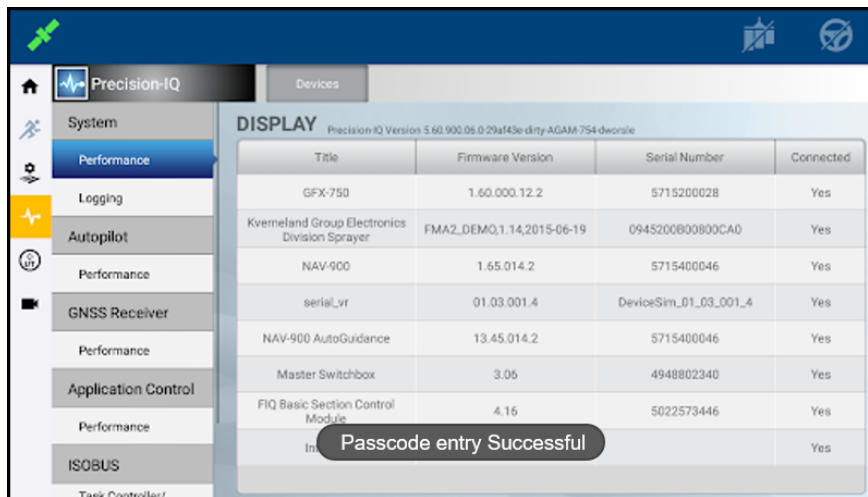 Precision-IQ
Devices
System
Performance
Logging
Autopilot
Performance
GNSS Receiver
Performance
Application Control
Performance
ISOBUS
Task Controller/
DISPLAY Precision-IQ Version 5.60.900.06.0-29af43e-dirty-AGAM-754-dworsle
Title Firmware Version Serial Number Connected
GFX-750 1.60.000.12.2 5715200028 Yes
Kverneland Group Electronics
Division Sprayer FMA2_DEMO,1.14,2015-06-19 0945200B00800CA0 Yes
NAV-900 1.65.014.2 5715400046 Yes
serial_vr 01.03.001.4 DeviceSim_01_03_001_4 Yes
NAV-900 AutoGuidance 13.45.014.2 5715400046 Yes
Master Switchbox 3.06 4948802340 Yes
FIQ Basic Section Control
Module 4.16 5022573446 Yes
Yes
Passcode entry Successful